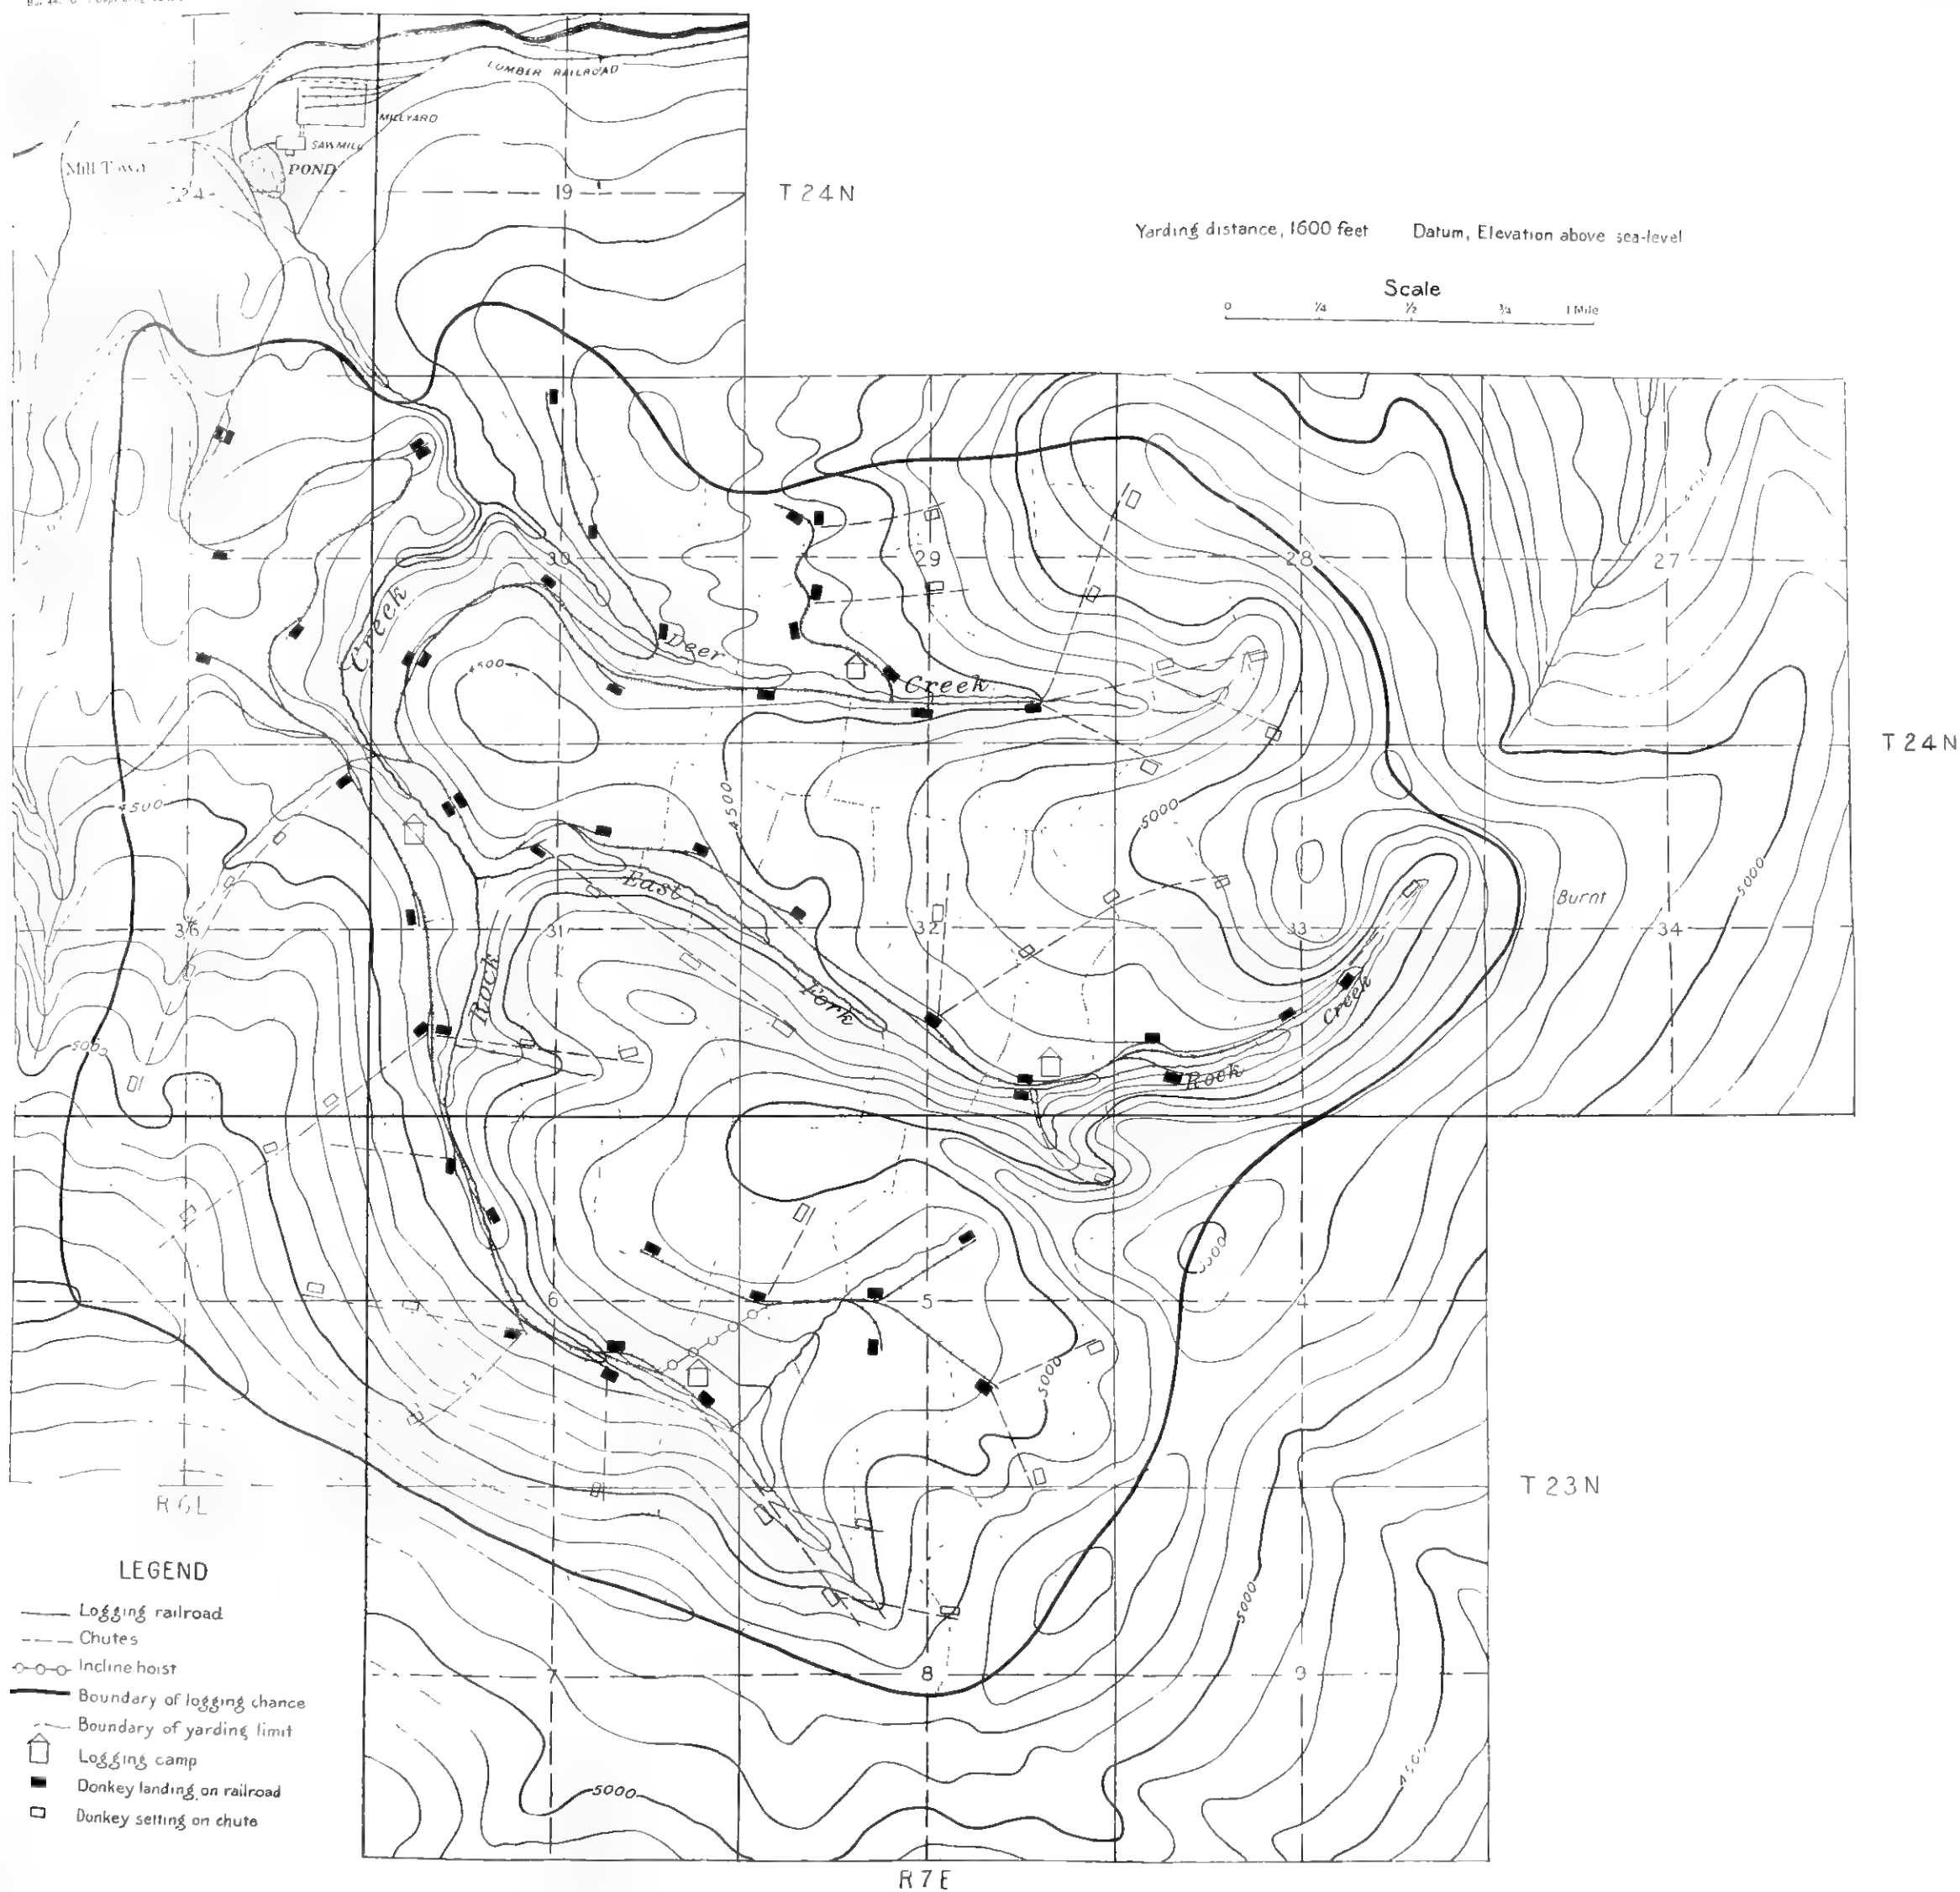 LUMBER RAILROAD
MILLYARD
SAWMILL
Mill Town
POND
24
19
T 24 N
Yarding distance, 1600 feet Datum, Elevation above sea-level
Scale
0 1/4 1/2 3/4 1 Mile
30
29
28
27
4500
Creek
Deer
Creek
4500
T 24 N
4500
4500
5000
5000
East
Burnt
36
31
32
33
34
Rock
Fork
Creek
5000
Rock
5500
6
5
4
5000
T 23 N
LEGEND
Logging railroad
Chutes
Incline hoist
Boundary of logging chance
Boundary of yarding limit
Logging camp
Donkey landing on railroad
Donkey setting on chute
5000
7
8
9
5000
R 7 E